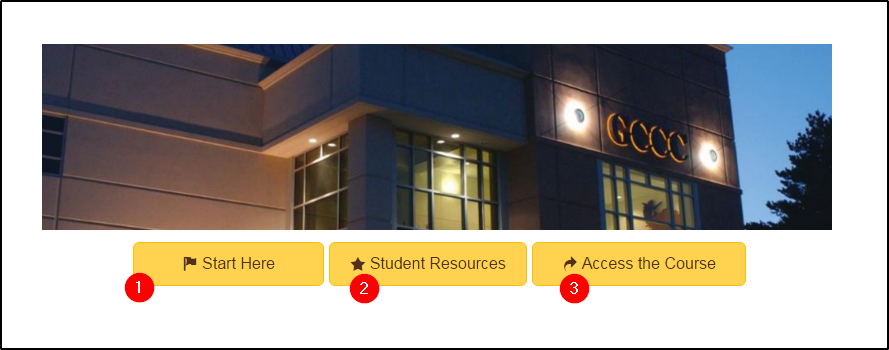 GCCC
Start Here
Student Resources
Access the Course
1
2
3